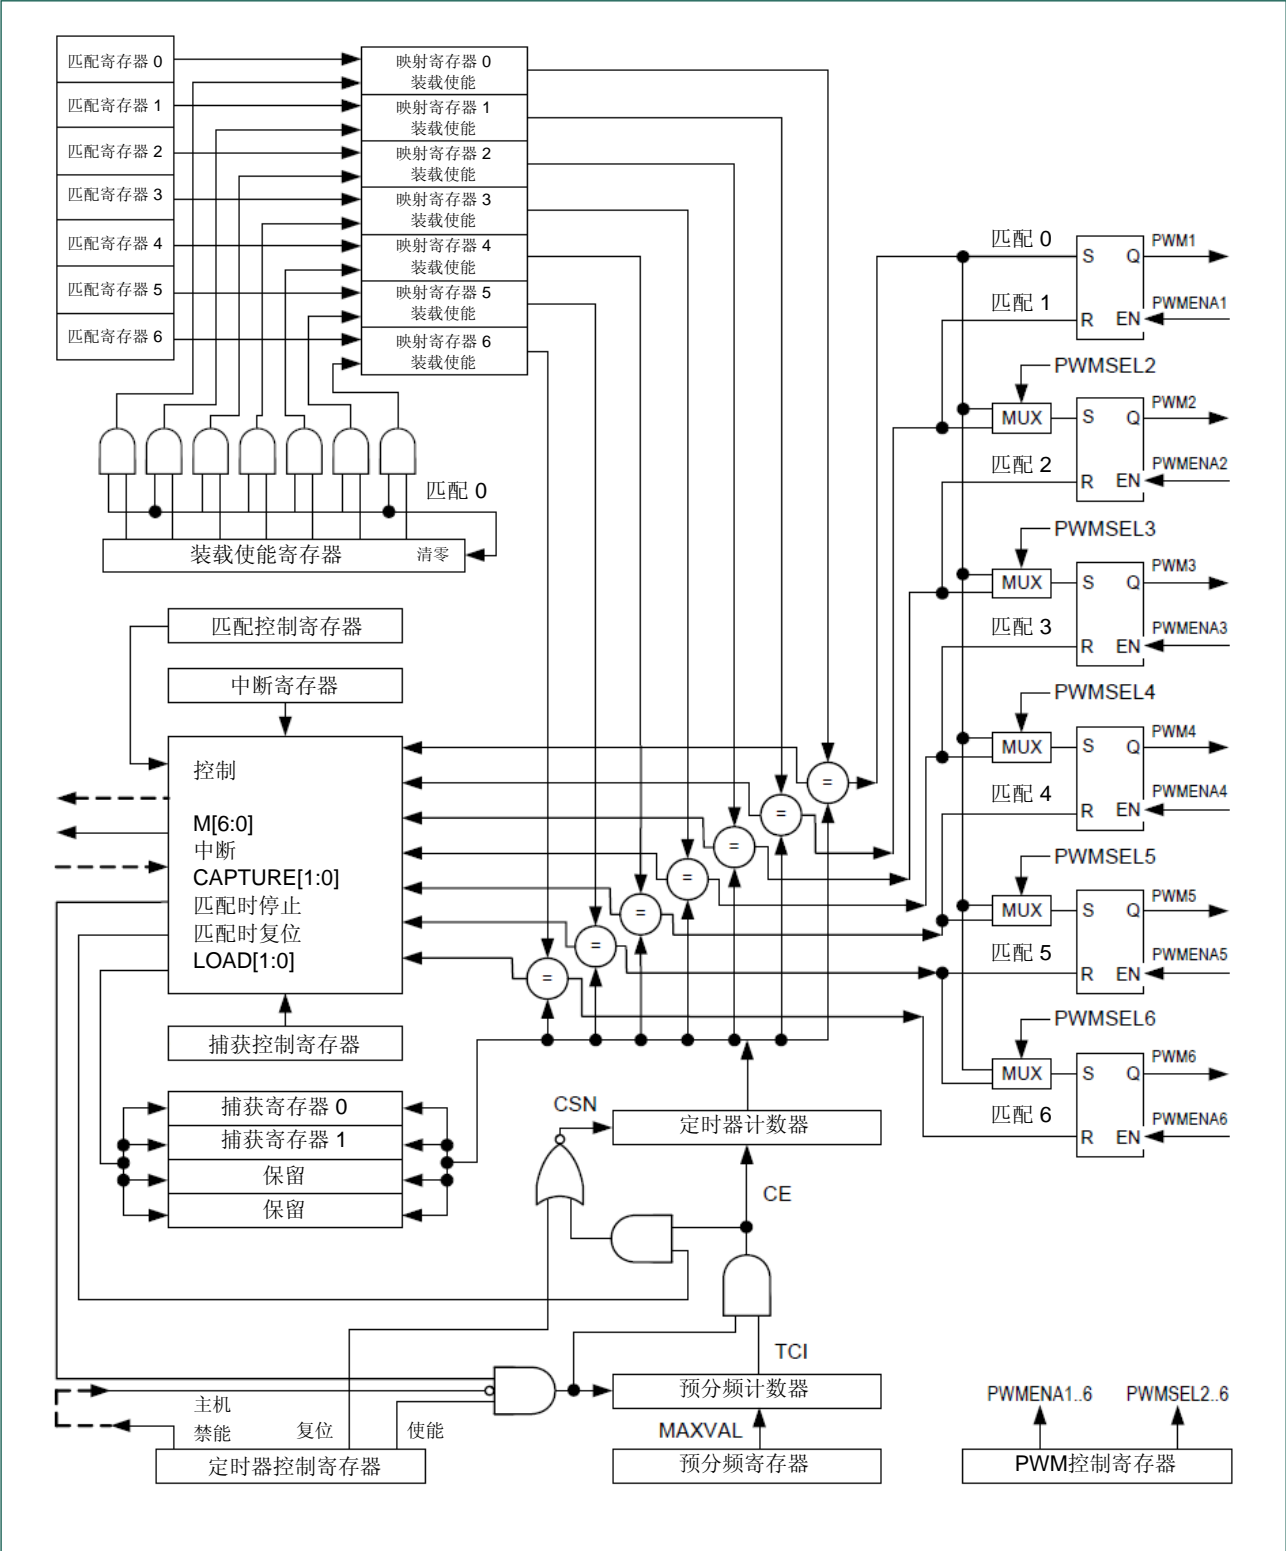 匹配寄存器 0
匹配寄存器 1
匹配寄存器 2
匹配寄存器 3
匹配寄存器 4
匹配寄存器 5
匹配寄存器 6
映射寄存器 0
装载使能
映射寄存器 1
装载使能
映射寄存器 2
装载使能
映射寄存器 3
装载使能
映射寄存器 4
装载使能
映射寄存器 5
装载使能
映射寄存器 6
装载使能
匹配 0
装载使能寄存器
清零
匹配控制寄存器
中断寄存器
控制
M[6:0]
中断
CAPTURE[1:0]
匹配时停止
匹配时复位
LOAD[1:0]
捕获控制寄存器
捕获寄存器 0
捕获寄存器 1
保留
保留
=
=
=
=
=
=
=
匹配 0
S
Q
PWM1
匹配 1
R
EN
PWMENA1
PWMSEL2
MUX
S
Q
PWM2
匹配 2
R
EN
PWMENA2
PWMSEL3
MUX
S
Q
PWM3
匹配 3
R
EN
PWMENA3
PWMSEL4
MUX
S
Q
PWM4
匹配 4
R
EN
PWMENA4
PWMSEL5
MUX
S
Q
PWM5
匹配 5
R
EN
PWMENA5
PWMSEL6
MUX
S
Q
PWM6
匹配 6
R
EN
PWMENA6
CSN
定时器计数器
CE
TCI
预分频计数器
MAXVAL
预分频寄存器
主机
禁能
复位
使能
定时器控制寄存器
PWMENA1..6
PWMSEL2..6
PWM控制寄存器